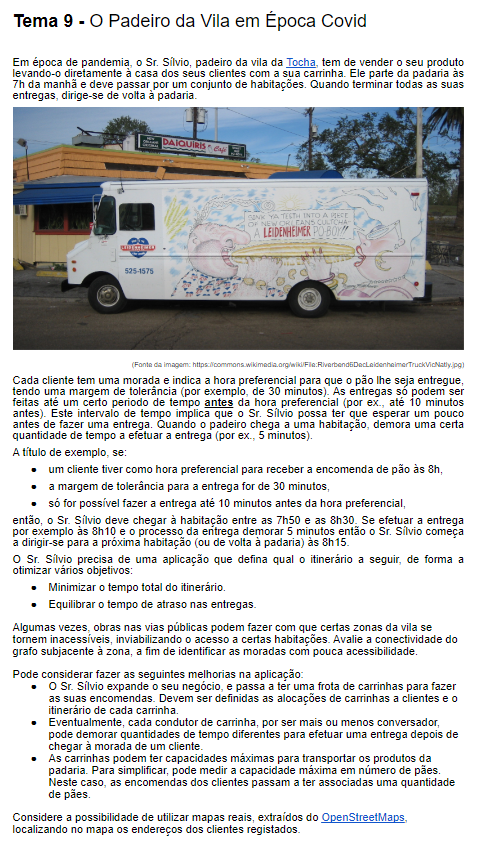 Tema 9 - O Padeiro da Vila em Época Covid
Em época de pandemia, o Sr. Sílvio, padeiro da vila da Tocha, tem de vender o seu produto
levando-o diretamente à casa dos seus clientes com a sua carrinha. Ele parte da padaria às
7h da manhã e deve passar por um conjunto de habitações. Quando terminar todas as suas
entregas, dirige-se de volta à padaria.
DAIQUIRIS
& Cafe
SINK YA TEETH INTO A PIECE
OF NEW ORLEANS CULTCHA
A LEIDENHEIMER PO-BOY!!
LEIDENHEIMER
525-1575
(Fonte da imagem: https://commons.wikimedia.org/wiki/File:Riverbend6DecLeidenheimerTruckVicNatly.jpg)
Cada cliente tem uma morada e indica a hora preferencial para que o pão lhe seja entregue,
tendo uma margem de tolerância (por exemplo, de 30 minutos). As entregas só podem ser
feitas até um certo período de tempo antes da hora preferencial (por ex., até 10 minutos
antes). Este intervalo de tempo implica que o Sr. Sílvio possa ter que esperar um pouco
antes de fazer uma entrega. Quando o padeiro chega a uma habitação, demora uma certa
quantidade de tempo a efetuar a entrega (por ex., 5 minutos).
A título de exemplo, se:
● um cliente tiver como hora preferencial para receber a encomenda de pão às 8h,
● a margem de tolerância para a entrega for de 30 minutos,
● só for possível fazer a entrega até 10 minutos antes da hora preferencial,
então, o Sr. Sílvio deve chegar à habitação entre as 7h50 e as 8h30. Se efetuar a entrega
por exemplo às 8h10 e o processo da entrega demorar 5 minutos então o Sr. Sílvio começa
a dirigir-se para a próxima habitação (ou de volta à padaria) às 8h15.
O Sr. Sílvio precisa de uma aplicação que defina qual o itinerário a seguir, de forma a
otimizar vários objetivos:
● Minimizar o tempo total do itinerário.
● Equilibrar o tempo de atraso nas entregas.
Algumas vezes, obras nas vias públicas podem fazer com que certas zonas da vila se
tornem inacessíveis, inviabilizando o acesso a certas habitações. Avalie a conectividade do
grafo subjacente à zona, a fim de identificar as moradas com pouca acessibilidade.
Pode considerar fazer as seguintes melhorias na aplicação:
● O Sr. Sílvio expande o seu negócio, e passa a ter uma frota de carrinhas para fazer
as suas encomendas. Devem ser definidas as alocações de carrinhas a clientes e o
itinerário de cada carrinha.
● Eventualmente, cada condutor de carrinha, por ser mais ou menos conversador,
pode demorar quantidades de tempo diferentes para efetuar uma entrega depois de
chegar à morada de um cliente.
● As carrinhas podem ter capacidades máximas para transportar os produtos da
padaria. Para simplificar, pode medir a capacidade máxima em número de pães.
Neste caso, as encomendas dos clientes passam a ter associadas uma quantidade
de pães.
Considere a possibilidade de utilizar mapas reais, extraídos do OpenStreetMaps,
localizando no mapa os endereços dos clientes registados.